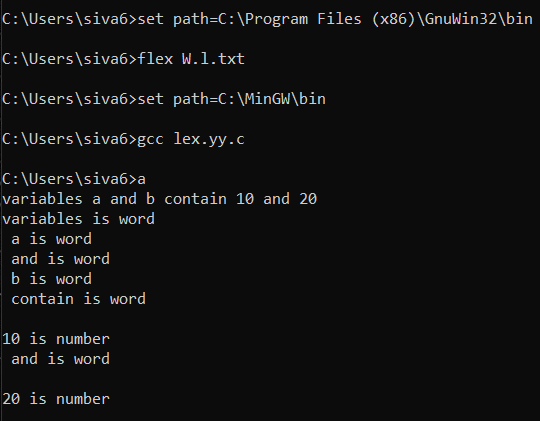 C:\Users\siva6>set path=C:\Program Files (x86)\GnuWin32\bin
C:\Users\siva6>flex W.l.txt
C:\Users\siva6>set path=C:\MinGW\bin
C:\Users\siva6>gcc lex.yy.c
C:\Users\siva6>a
variables a and b contain 10 and 20
variables is word
a is word
and is word
b is word
contain is word
10 is number
and is word
20 is number